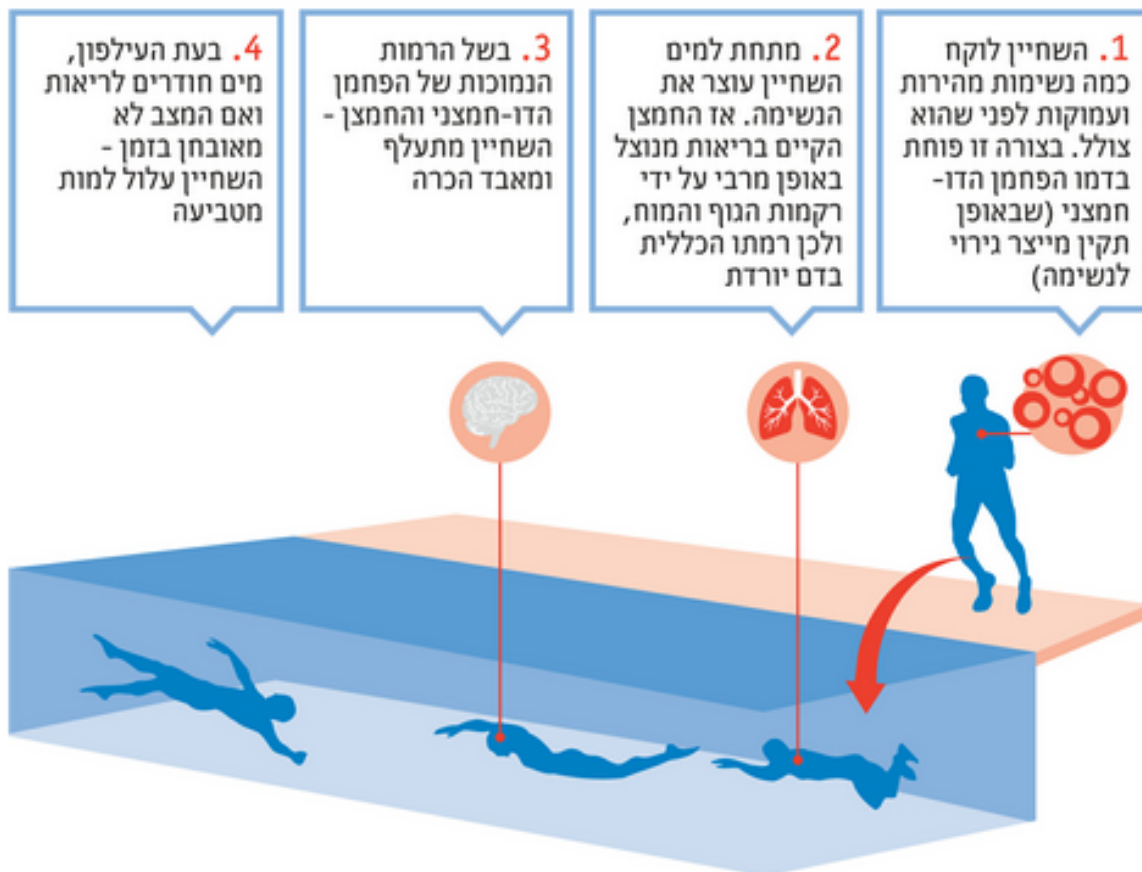 1. השחיין לוקח
כמה נשימות מהירות
ועמוקות לפני שהוא
צולל. בצורה זו פוחת
בדמו הפחמן הדו-
חמצני (שבאופן
תקין מייצר גירוי
לנשימה)
2. מתחת למים
השחיין עוצר את
הנשימה. אז החמצן
הקיים בריאות מנוצל
באופן מרבי על ידי
רקמות הגוף והמוח,
ולכן רמתו הכללית
בדם יורדת
3. בשל הרמות
הנמוכות של הפחמן
הדו-חמצני והחמצן -
השחיין מתעלף
ומאבד הכרה
4. בעת העילפון,
מים חודרים לריאות
ואם המצב לא
מאובחן בזמן -
השחיין עלול למות
מטביעה